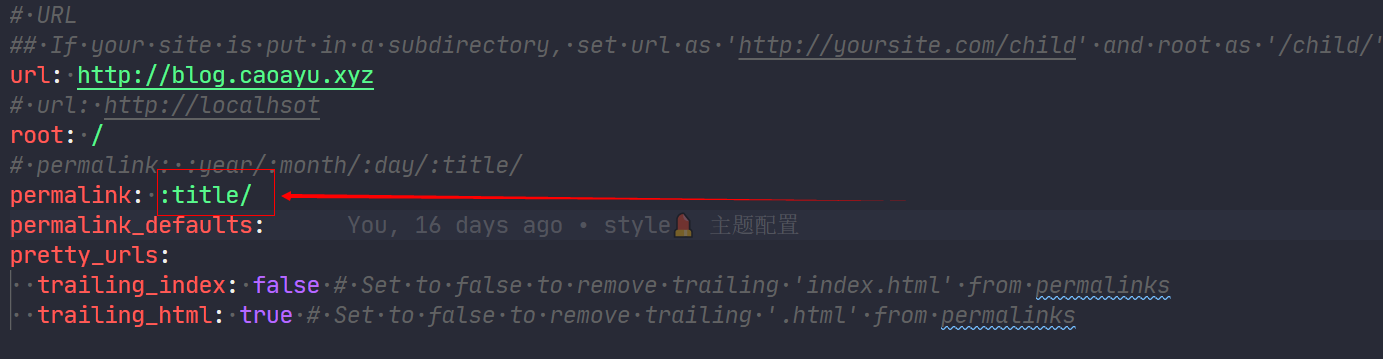 # URL
## If your site is put in a subdirectory, set url as 'http://yoursite.com/child' and root as '/child/'
url: http://blog.caoayu.xyz
# url: http://localhsot
root: /
# permalink: :year/:month/:day/:title/
permalink: :title/
permalink_defaults: You, 16 days ago • style💄 主题配置
pretty_urls:
trailing_index: false # Set to false to remove trailing 'index.html' from permalinks
trailing_html: true # Set to false to remove trailing '.html' from permalinks